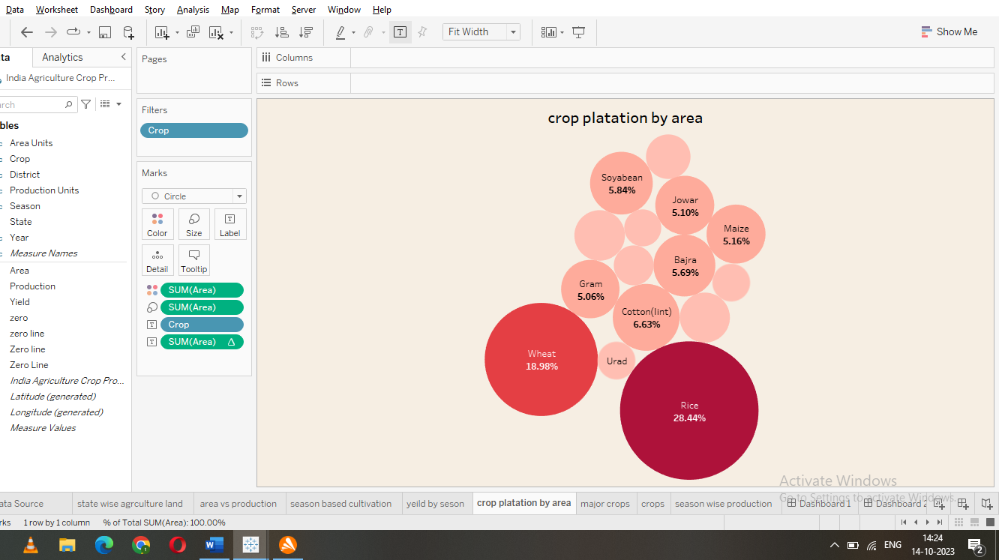 Data Worksheet Dashboard Story Analysis Map Format Server Window Help
Fit Width
Show Me
ta Analytics
India Agriculture Crop Pr...
rch
bles
Area Units
Crop
District
Production Units
Season
State
Year
Measure Names
Area
Production
Yield
zero
zero line
Zero line
Zero Line
India Agriculture Crop Pro...
Latitude (generated)
Longitude (generated)
Measure Values
Pages
Filters
Crop
Marks
Circle
Color Size Label
Detail Tooltip
SUM(Area)
SUM(Area)
Crop
SUM(Area) Δ
Columns
Rows
crop platation by area
Soyabean
5.84%
Jowar
5.10%
Maize
5.16%
Bajra
5.69%
Gram
5.06%
Cotton(lint)
6.63%
Wheat
18.98%
Urad
Rice
28.44%
Activate Windows
Go to Settings to activate Windows.
ata Source state wise agrculture land area vs production season based cultivation yeild by seson crop platation by area major crops crops season wise production Dashboard 1 Dashboard 2
rks 1 row by 1 column % of Total SUM(Area): 100.00%
ENG
14:24
14-10-2023
2